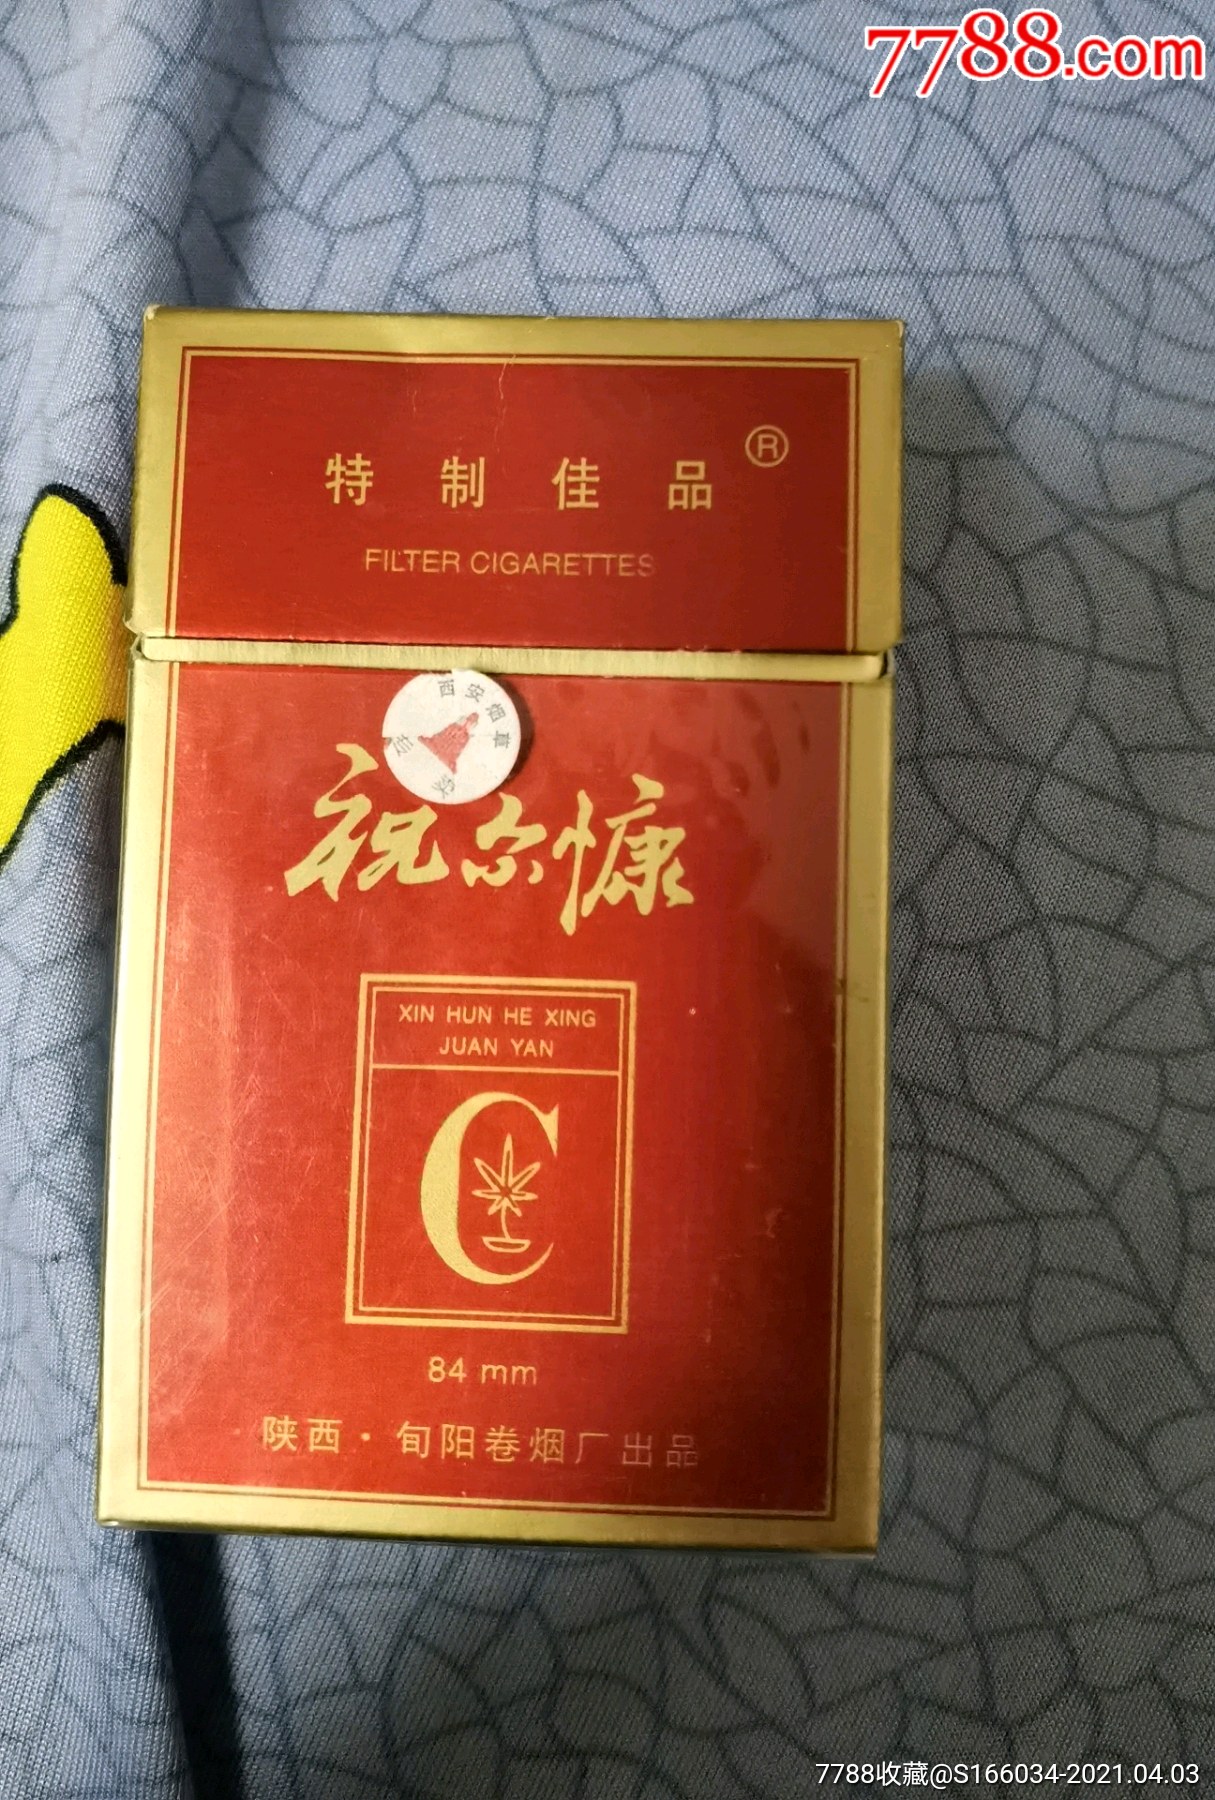 7788.com
特制佳品
®
FILTER CIGARETTES
西安烟草
祝尔慷
XIN HUN HE XING
JUAN YAN
C
84 mm
陕西·旬阳卷烟厂出品
7788收藏@S166034-2021.04.03